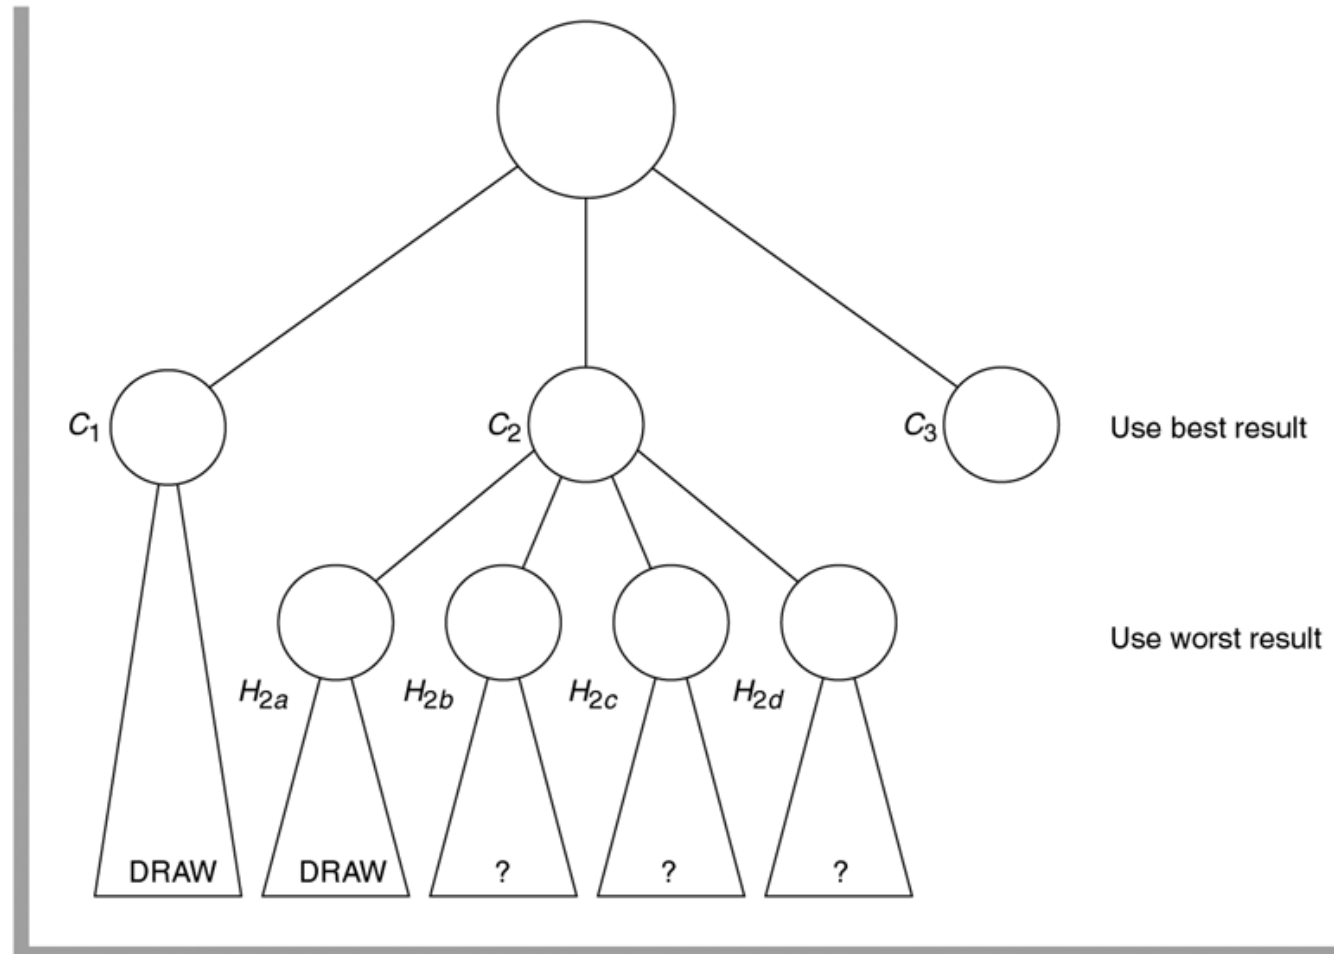 C1
C2
C3
Use best result
Use worst result
H2a
H2b
H2c
H2d
DRAW
DRAW
?
?
?